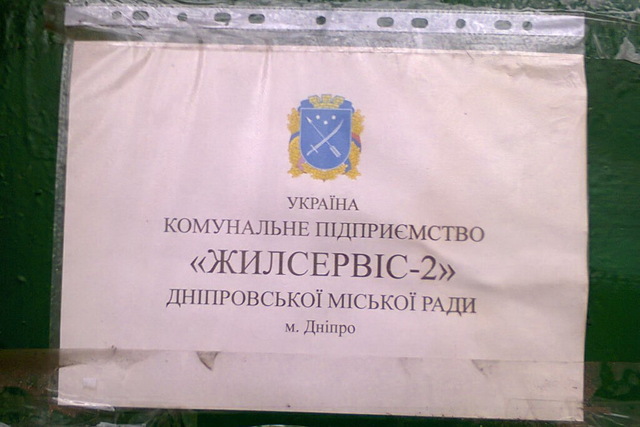 УКРАЇНА
КОМУНАЛЬНЕ ПІДПРИЄМСТВО
«ЖИЛСЕРВІС-2»
ДНІПРОВСЬКОЇ МІСЬКОЇ РАДИ
м. Дніпро